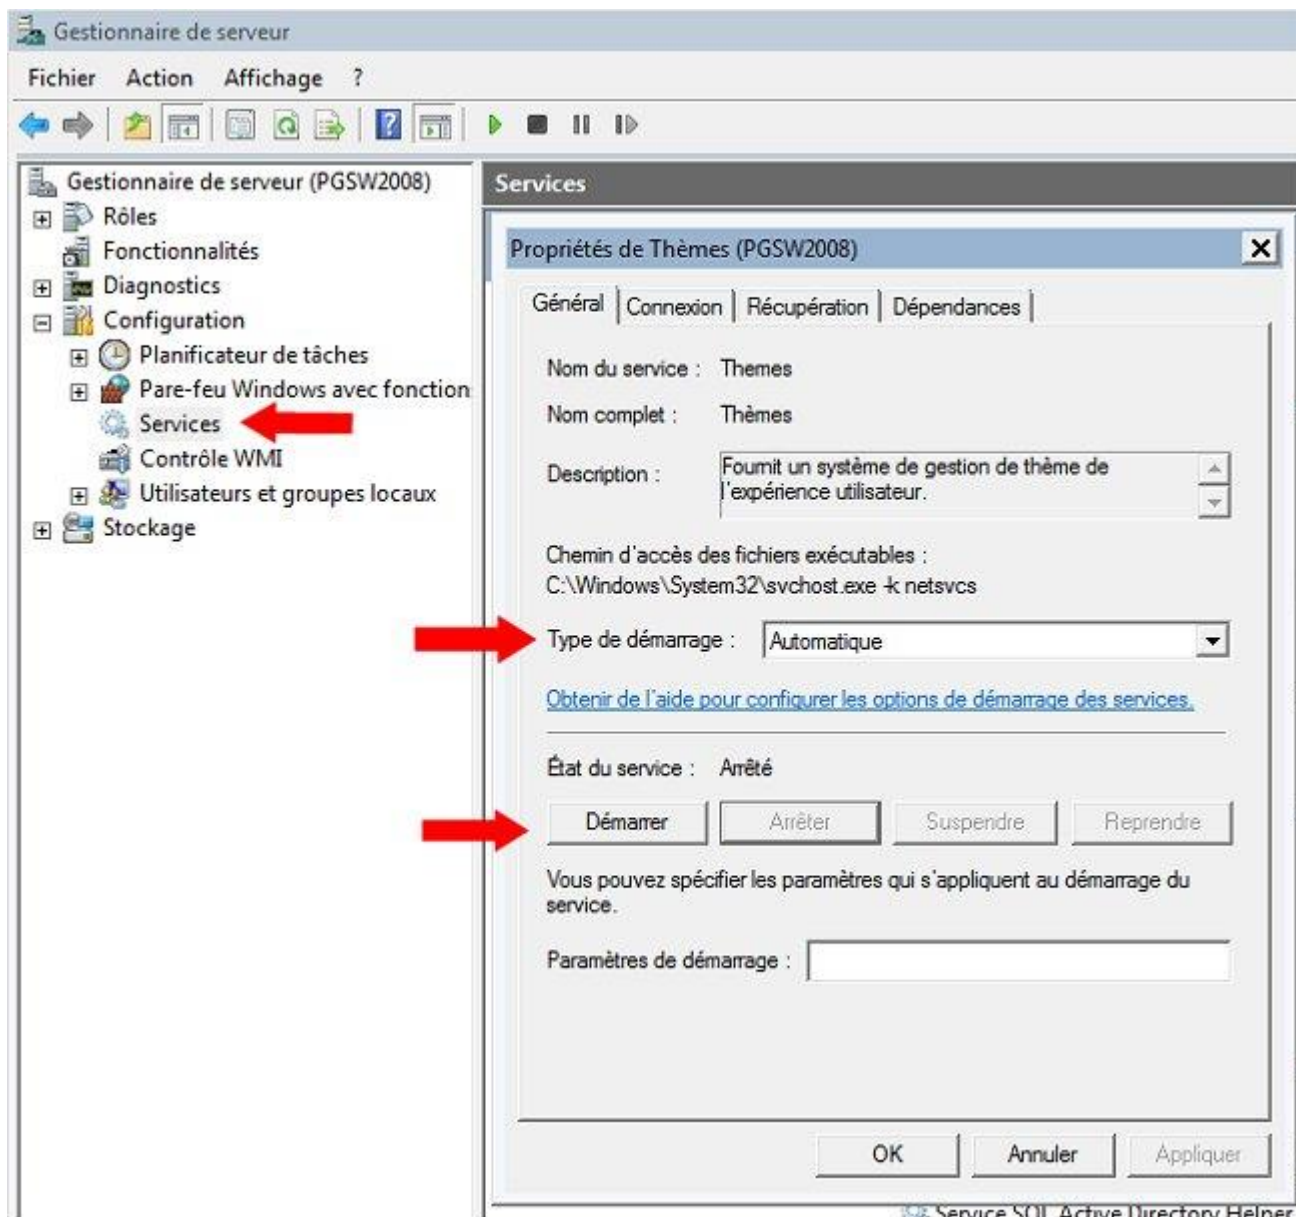 Gestionnaire de serveur
Fichier Action Affichage ?
Gestionnaire de serveur (PGSW2008)
Rôles
Fonctionnalités
Diagnostics
Configuration
Planificateur de tâches
Pare-feu Windows avec fonction
Services
Contrôle WMI
Utilisateurs et groupes locaux
Stockage
Services
Propriétés de Thèmes (PGSW2008)
Général Connexion Récupération Dépendances
Nom du service : Themes
Nom complet : Thèmes
Description : Fournit un système de gestion de thème de
l'expérience utilisateur.
Chemin d'accès des fichiers exécutables :
C:\Windows\System32\svchost.exe -k netsvcs
Type de démarrage : Automatique
Obtenir de l'aide pour configurer les options de démarrage des services.
État du service : Arrêté
Démarrer Arrêter Suspendre Reprendre
Vous pouvez spécifier les paramètres qui s'appliquent au démarrage du
service.
Paramètres de démarrage :
OK Annuler Appliquer
Service SQL Active Directory Helper